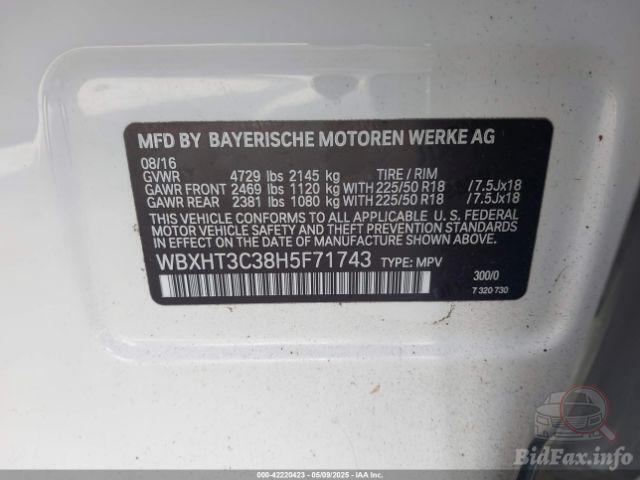 MFD BY BAYERISCHE MOTOREN WERKE AG
08/16
GVWR 4729 lbs 2145 kg TIRE / RIM
GAWR FRONT 2469 lbs 1120 kg WITH 225/50 R18 /7.5Jx18
GAWR REAR 2381 lbs 1080 kg WITH 225/50 R18 /7.5Jx18
THIS VEHICLE CONFORMS TO ALL APPLICABLE U. S. FEDERAL
MOTOR VEHICLE SAFETY AND THEFT PREVENTION STANDARDS
IN EFFECT ON THE DATE OF MANUFACTURE SHOWN ABOVE.
WBXHT3C38H5F71743 TYPE: MPV
300/0
7 320 730
BidFax.info
000-42220423 - 05/09/2025 - IAAI, Inc.